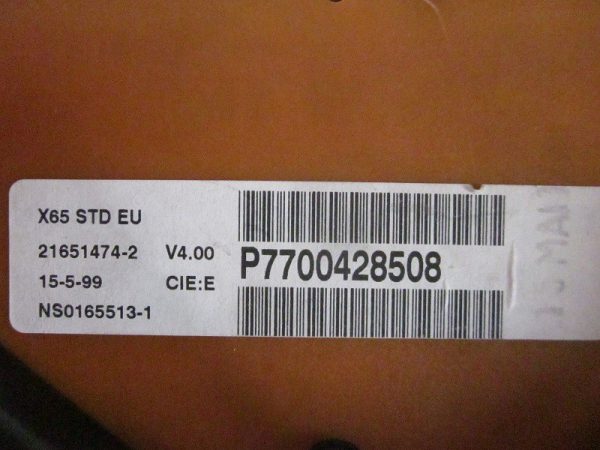 X65 STD EU
21651474-2 V4.00
15-5-99 CIE:E
NS0165513-1
P7700428508